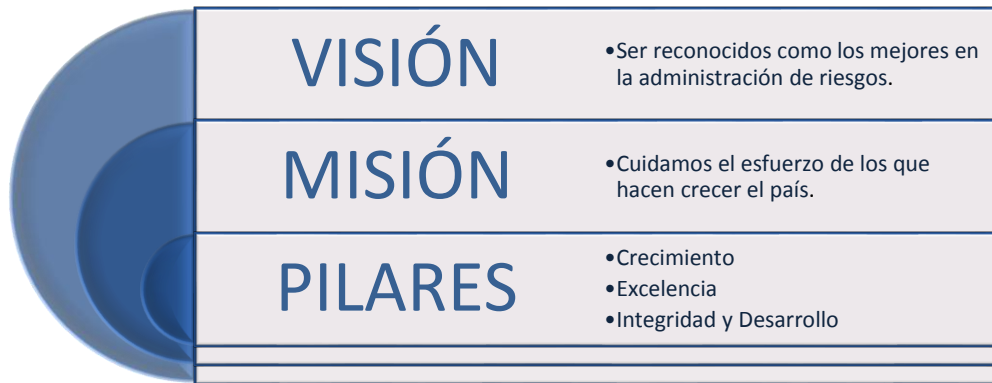 VISIÓN
•Ser reconocidos como los mejores en
la administración de riesgos.
MISIÓN
•Cuidamos el esfuerzo de los que
hacen crecer el país.
PILARES
•Crecimiento
•Excelencia
•Integridad y Desarrollo